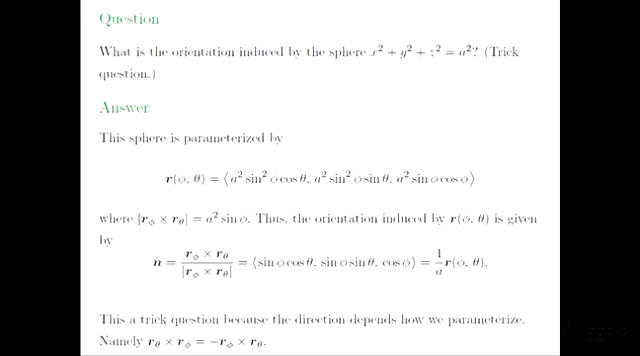 Question
What is the orientation induced by the sphere x² + y² + z² = a²? (Trick
question.)
Answer
This sphere is parameterized by
r(ϕ, θ) = ⟨a² sin² ϕ cos θ, a² sin² ϕ sin θ, a² sin ϕ cos ϕ⟩
where |r_ϕ × r_θ| = a² sin ϕ. Thus, the orientation induced by r(ϕ, θ) is given
by
n = r_ϕ × r_θ / |r_ϕ × r_θ| = ⟨sin ϕ cos θ, sin ϕ sin θ, cos ϕ⟩ = 1/a r(ϕ, θ).
This a trick question because the direction depends how we parameterize.
Namely r_θ × r_ϕ = −r_ϕ × r_θ.